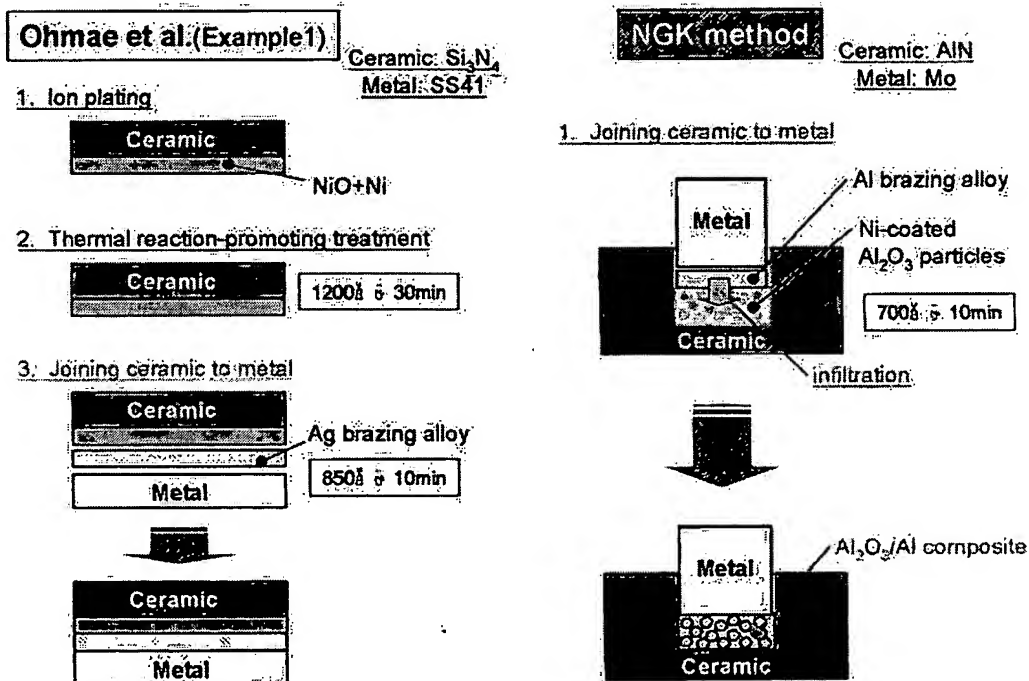 Ohmae et al.(Example1)
Ceramic: Si3N4
Metal: SS41
1. Ion plating
Ceramic
NiO+Ni
2. Thermal reaction-promoting treatment
Ceramic
1200å 30min
3. Joining ceramic to metal
Ceramic
Ag brazing alloy
Metal
850å 10min
Ceramic
Metal
NGK method
Ceramic: AlN
Metal: Mo
1. Joining ceramic to metal
Al brazing alloy
Metal
Ni-coated
Al2O3 particles
700å 10min
Ceramic
infiltration
Al2O3/Al composite
Metal
Ceramic